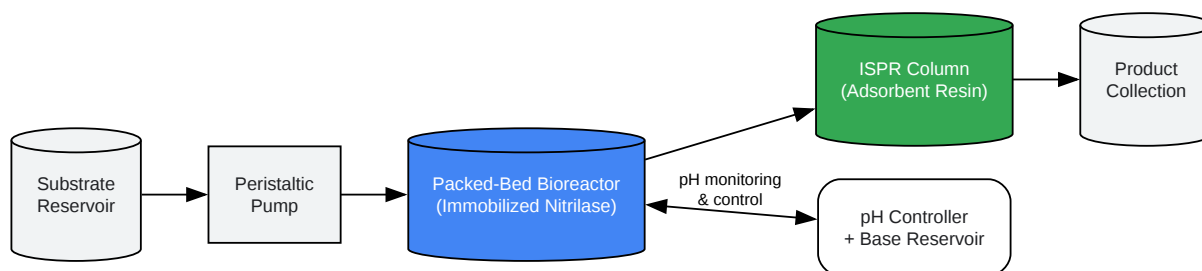 Substrate
Reservoir
Peristaltic
Pump
Packed-Bed Bioreactor
(Immobilized Nitrilase)
ISPR Column
(Adsorbent Resin)
Product
Collection
pH monitoring
& control
pH Controller
+ Base Reservoir